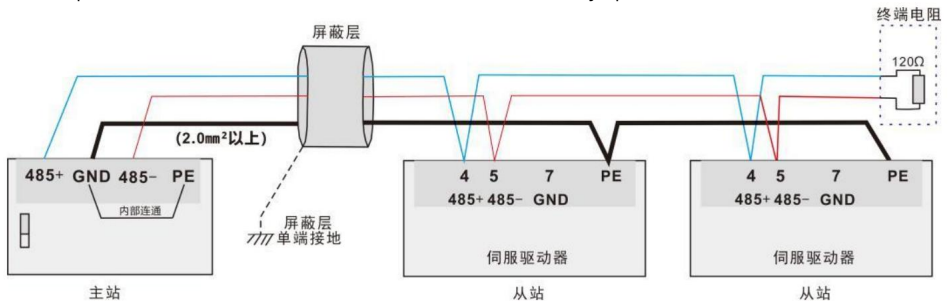 终端电阻
屏蔽层
120Ω
(2.0mm²以上)
485+ GND 485- PE
内部连通
屏蔽层
单端接地
主站
4 5 7 PE
485+ 485- GND
伺服驱动器
从站
4 5 7 PE
485+ 485- GND
伺服驱动器
从站